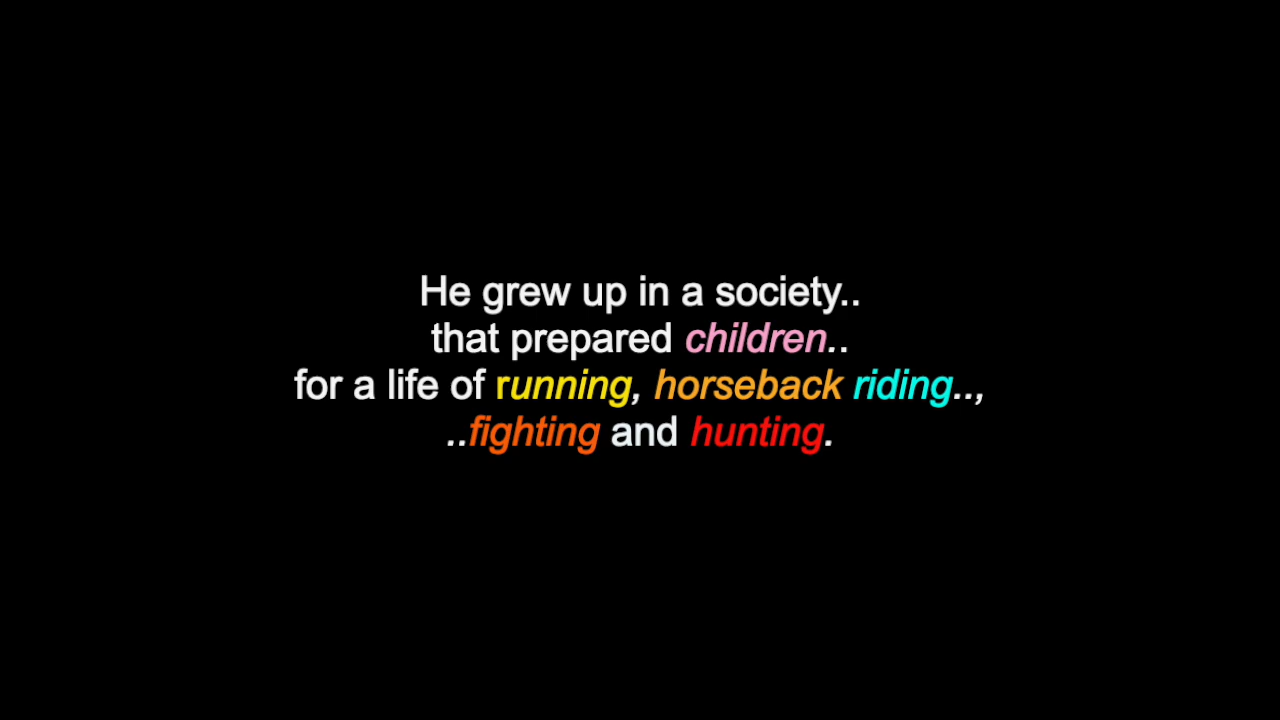 He grew up in a society..
that prepared children..
for a life of running, horseback riding..,
..fighting and hunting.